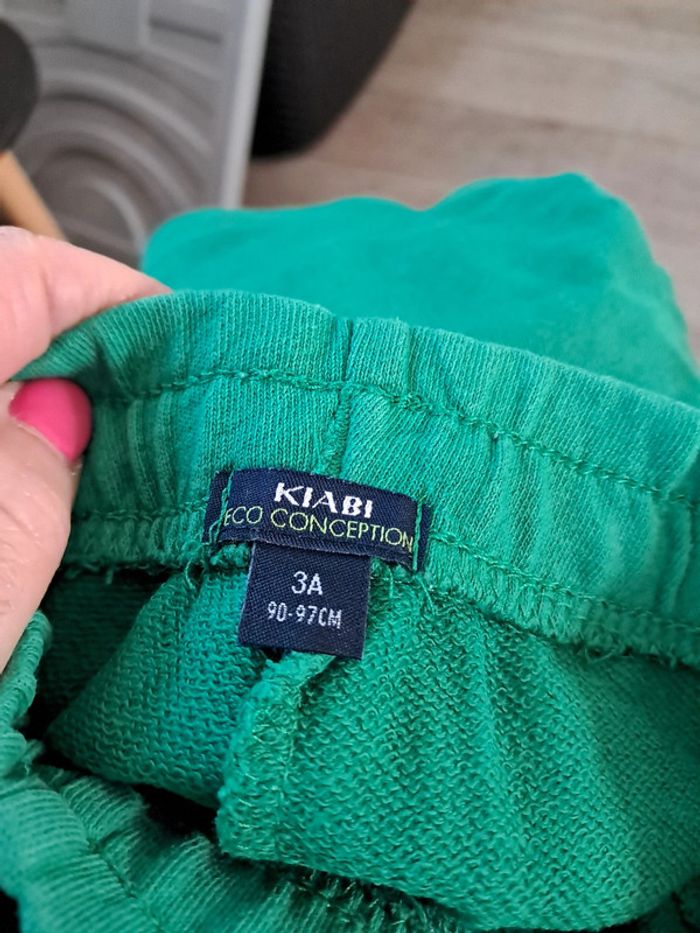 KIABI
ECO CONCEPTION
3A
90-97CM